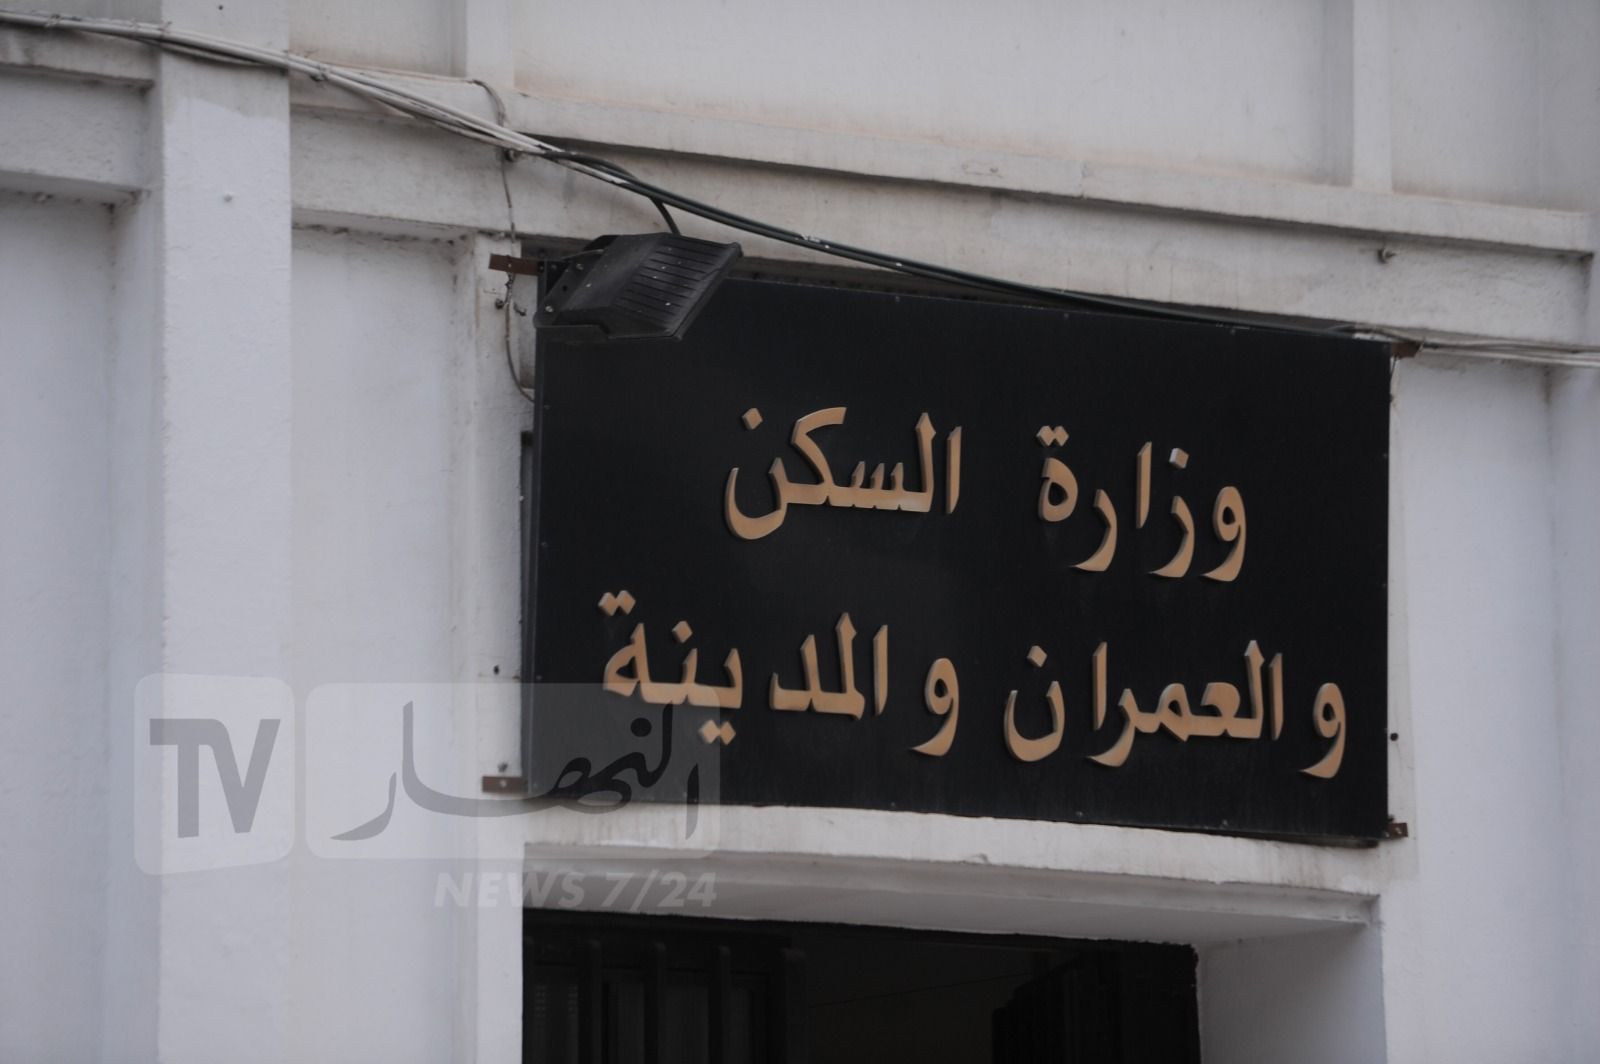 وزارة السكن
والعمران والمدينة
TV النهار
NEWS 7/24